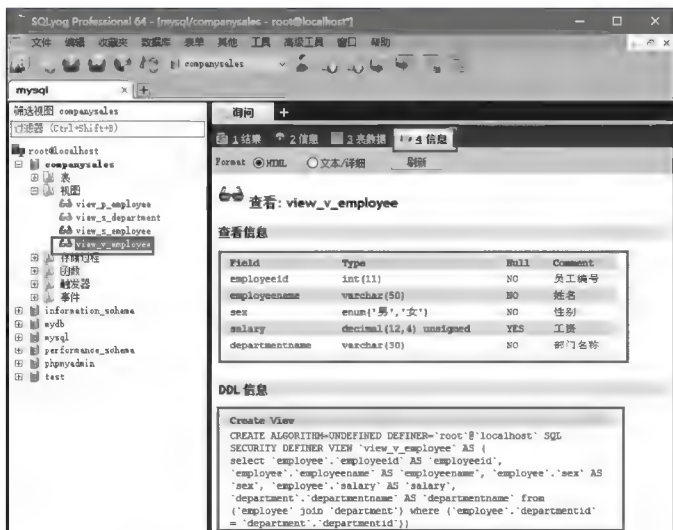 SQLyog Professional 64 - [mysql/companysales - root@localhost*]
文件 编辑 收藏夹 数据库 表单 其他 工具 高级工具 窗口 帮助
companysales
mysql × +
筛选视图 companysales
过滤器 (Ctrl+Shift+B)
root@localhost
companysales
表
视图
view_p_employee
view_s_department
view_s_employee
view_v_employee
存储过程
函数
触发器
事件
information_schema
mydb
mysql
performance_schema
phpmyadmin
test
询问 +
1 结果 2 信息 3 表数据 4 信息
Format HTML 文本/详细 刷新
查看: view_v_employee
查看信息
Field Type Null Comment
employeeid int(11) NO 员工编号
employeename varchar(50) NO 姓名
sex enum('男','女') NO 性别
salary decimal(12,4) unsigned YES 工资
departmentname varchar(30) NO 部门名称
DDL 信息
Create View
CREATE ALGORITHM=UNDEFINED DEFINER=`root`@`localhost` SQL
SECURITY DEFINER VIEW `view_v_employee` AS (
select `employee`.`employeeid` AS `employeeid`,
`employee`.`employeename` AS `employeename`, `employee`.`sex` AS
`sex`, `employee`.`salary` AS `salary`,
`department`.`departmentname` AS `departmentname` from
(`employee` join `department`) where (`employee`.`departmentid`
= `department`.`departmentid`))